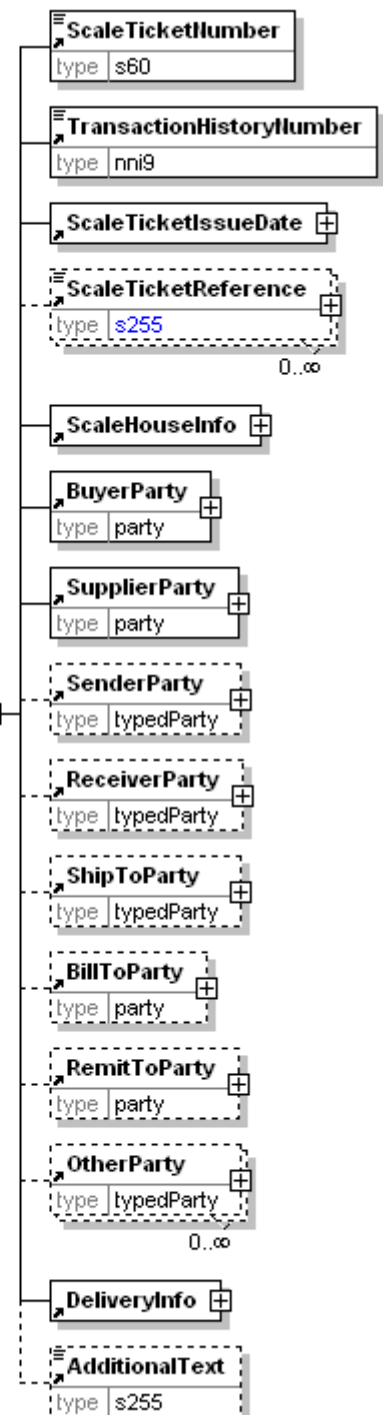 ScaleTicketNumber
type s60
TransactionHistoryNumber
type nni9
ScaleTicketIssueDate
ScaleTicketReference
type s255
0..∞
ScaleHouseInfo
BuyerParty
type party
SupplierParty
type party
SenderParty
type typedParty
ReceiverParty
type typedParty
ShipToParty
type typedParty
BillToParty
type party
RemitToParty
type party
OtherParty
type typedParty
0..∞
DeliveryInfo
AdditionalText
type s255